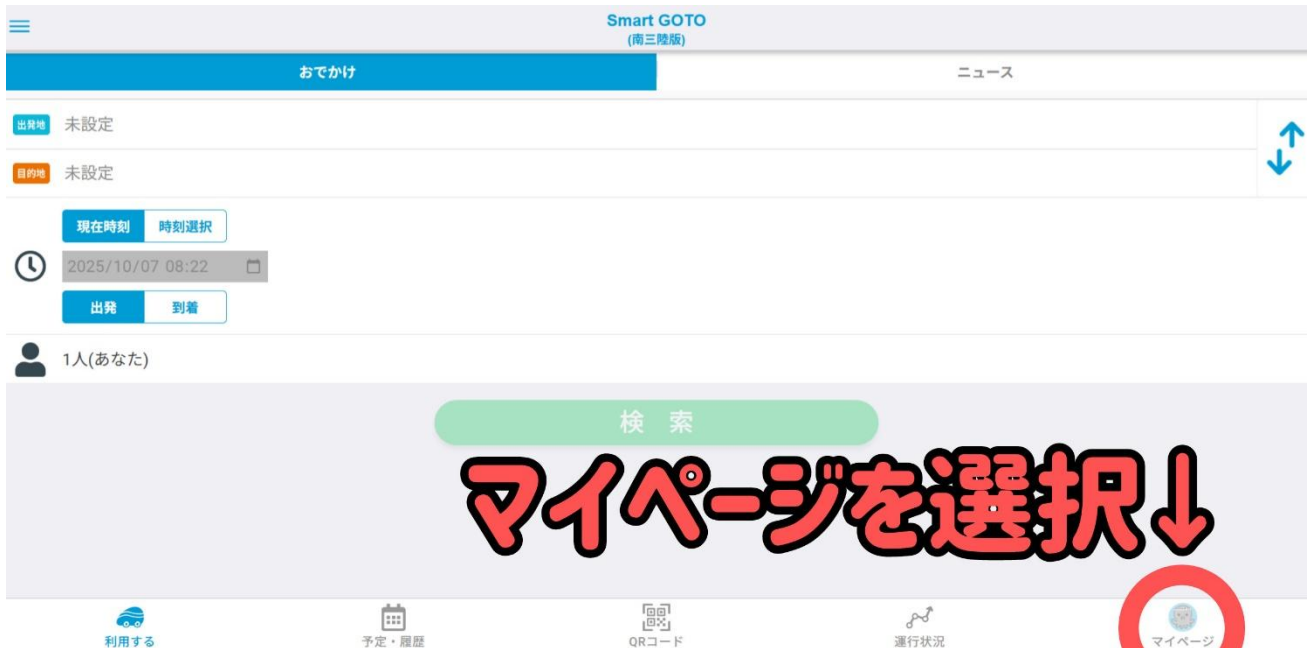 Smart GOTO
(南三陸版)
おでかけ
ニュース
出発地 未設定
目的地 未設定
現在時刻 時刻選択
2025/10/07 08:22
出発 到着
1人(あなた)
検索
マイページを選択↓
利用する
予定・履歴
QRコード
運行状況
マイページ